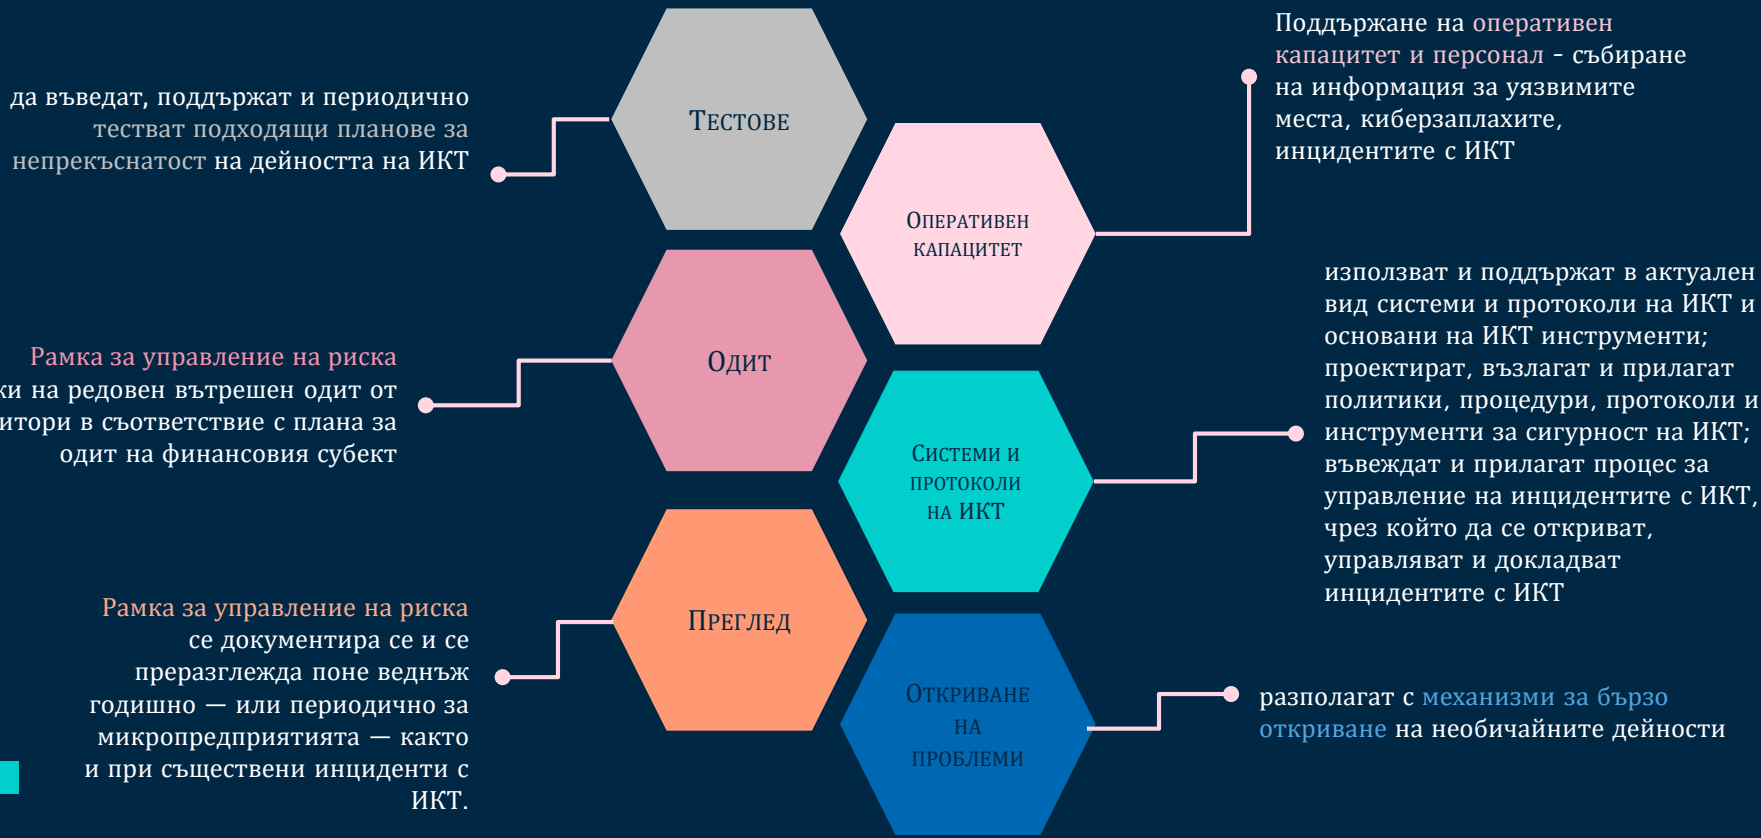 да въведат, поддържат и периодично
тестват подходящи планове за
непрекъснатост на дейността на ИКТ
Тестове
Поддържане на оперативен
капацитет и персонал - събиране
на информация за уязвимите
места, киберзаплахите,
инцидентите с ИКТ
Оперативен
капацитет
Рамка за управление на риска
на редовен вътрешен одит от
в съответствие с плана за
одит на финансовия субект
Одит
използват и поддържат в актуален
вид системи и протоколи на ИКТ и
основани на ИКТ инструменти;
проектират, възлагат и прилагат
политики, процедури, протоколи и
инструменти за сигурност на ИКТ;
въвеждат и прилагат процес за
управление на инцидентите с ИКТ,
чрез който да се откриват,
управляват и докладват
инцидентите с ИКТ
Системи и
протоколи
на ИКТ
Рамка за управление на риска
се документира се и се
преразглежда поне веднъж
годишно — или периодично за
микропредприятията — както
и при съществени инциденти с
ИКТ.
Преглед
Откриване
на
проблеми
разполагат с механизми за бързо
откриване на необичайните дейности